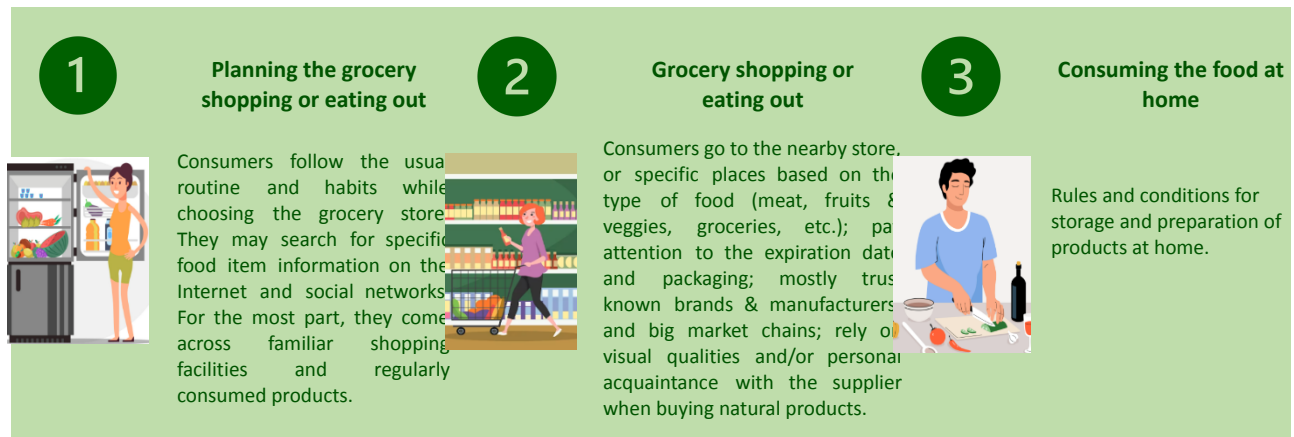 1
Planning the grocery
shopping or eating out
Consumers follow the usua
routine and habits while
choosing the grocery store
They may search for specific
food item information on the
Internet and social networks
For the most part, they come
across familiar shopping
facilities and regularly
consumed products.
2
Grocery shopping or
eating out
Consumers go to the nearby store,
or specific places based on the
type of food (meat, fruits &
veggies, groceries, etc.); pa
attention to the expiration date
and packaging; mostly trus
known brands & manufacturers
and big market chains; rely o
visual qualities and/or personal
acquaintance with the supplier
when buying natural products.
3
Consuming the food at
home
Rules and conditions for
storage and preparation of
products at home.